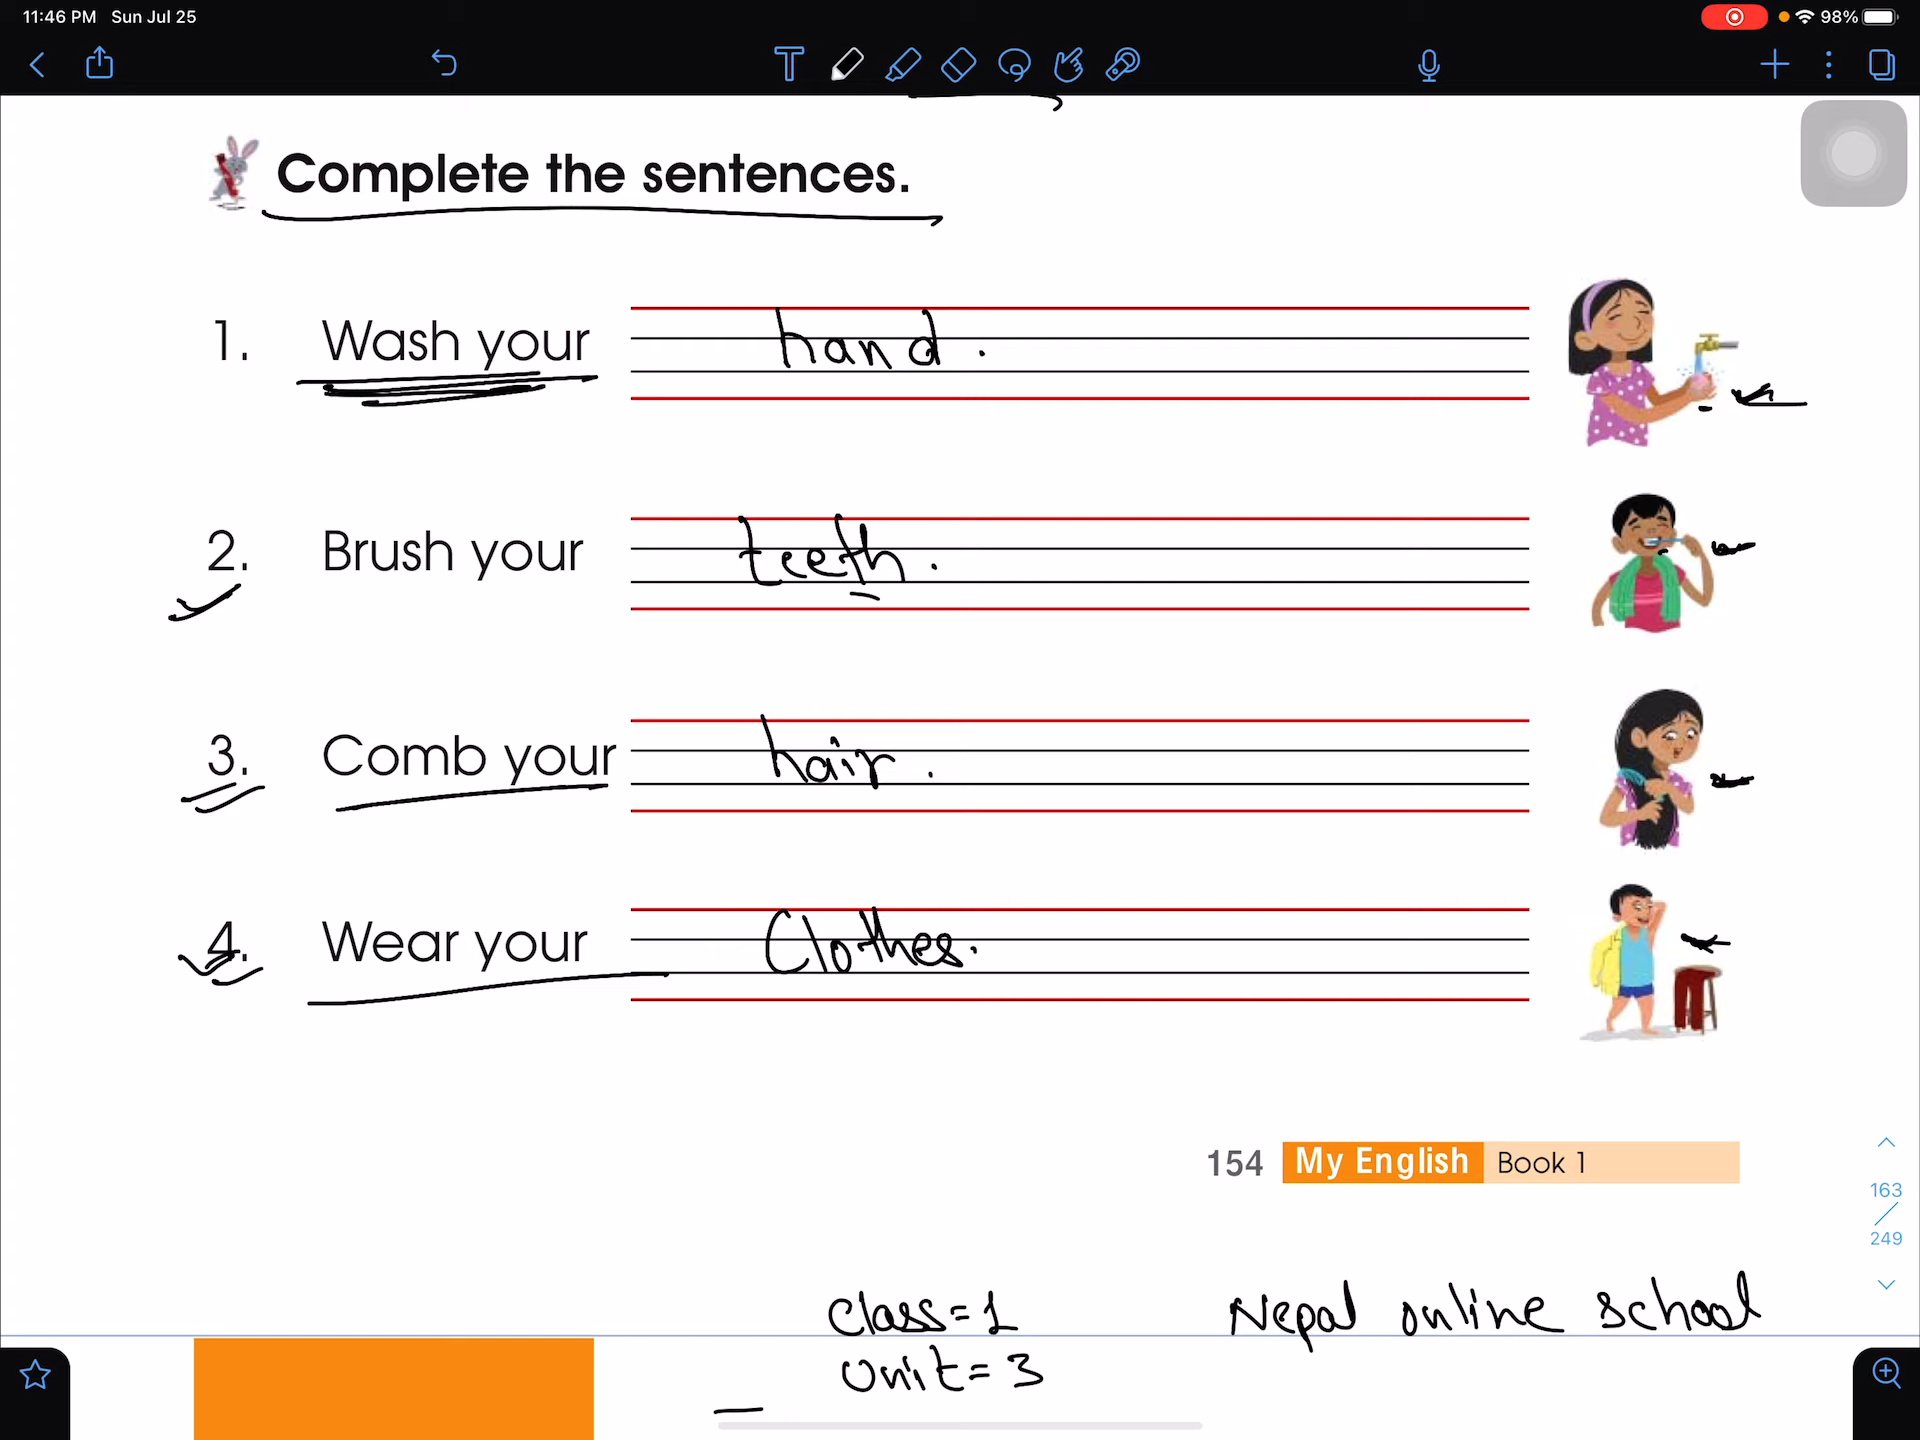 11:46 PM Sun Jul 25
98%
T
Complete the sentences.
1. Wash your hand.
2. Brush your teeth.
3. Comb your hair.
4. Wear your Clothes.
154 My English Book 1
163
/
249
Class=1 Nepal online school
Unit=3